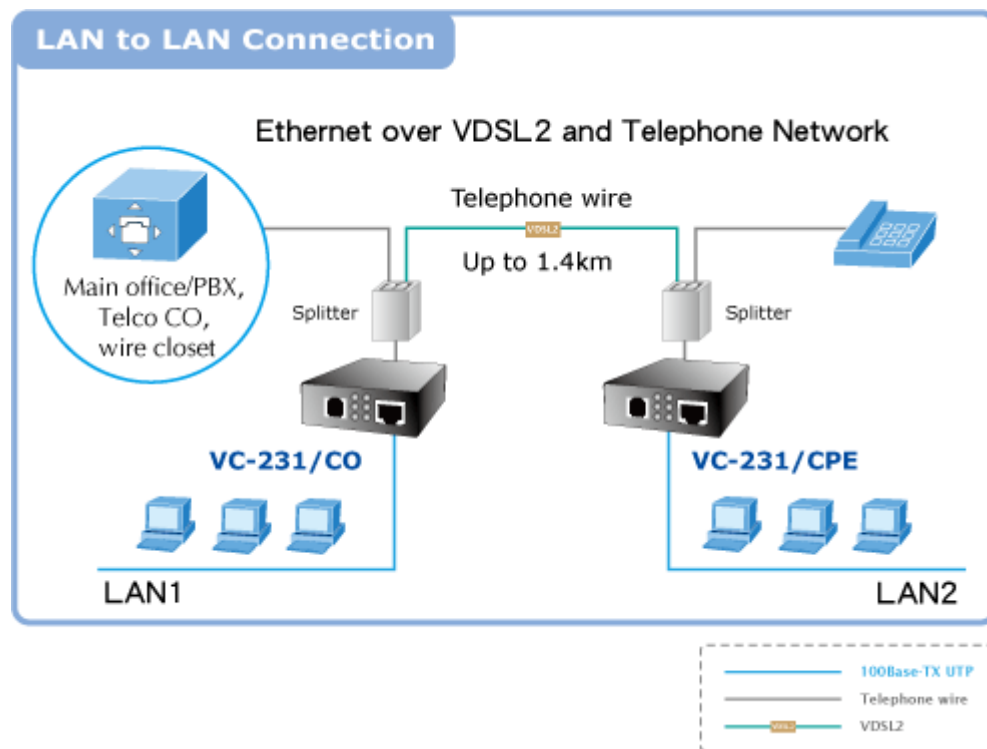 LAN to LAN Connection
Ethernet over VDSL2 and Telephone Network
Telephone wire
VDSL2
Up to 1.4km
Main office/PBX,
Telco CO,
wire closet
Splitter
Splitter
VC-231/CO
VC-231/CPE
LAN1
LAN2
100Base-TX UTP
Telephone wire
VDSL2
VDSL2